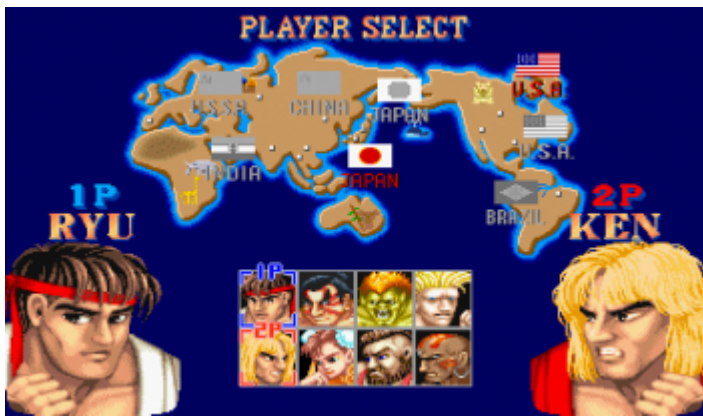 PLAYER SELECT
U.S.A
U.S.S.R
CHINA
JAPAN
U.S.A.
INDIA
JAPAN
BRAZIL
1P
RYU
2P
KEN
1P
2P